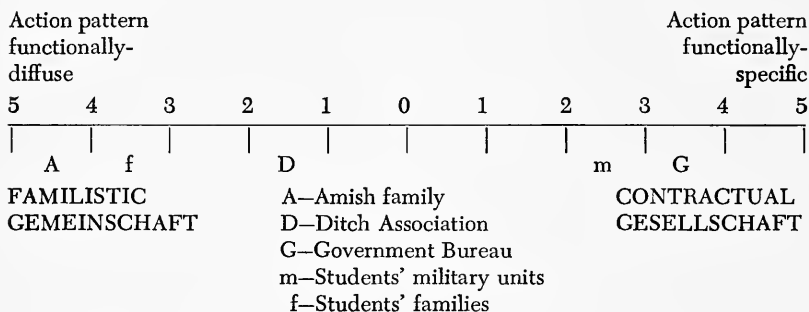 Action pattern Action pattern
functionally- functionally-
diffuse specific
5 4 3 2 1 0 1 2 3 4 5
A f D m G
FAMILISTIC A—Amish family CONTRACTUAL
GEMEINSCHAFT D—Ditch Association GESELLSCHAFT
G—Government Bureau
m—Students' military units
f—Students' families